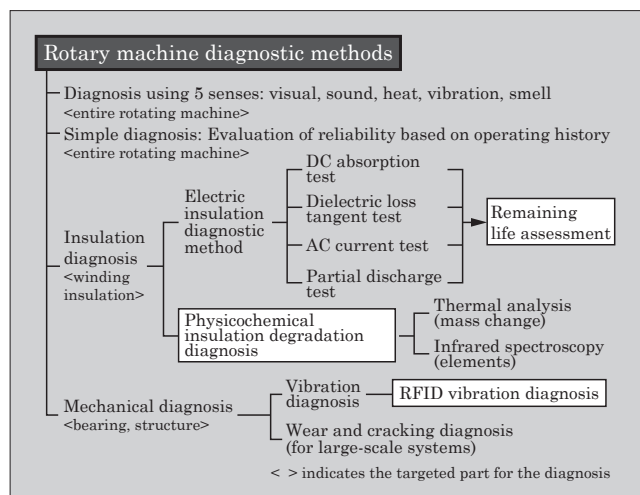 Rotary machine diagnostic methods
Diagnosis using 5 senses: visual, sound, heat, vibration, smell
<entire rotating machine>
Simple diagnosis: Evaluation of reliability based on operating history
<entire rotating machine>
Insulation
diagnosis
<winding
insulation>
Electric
insulation
diagnostic
method
DC absorption
test
Dielectric loss
tangent test
AC current test
Partial discharge
test
Remaining
life assessment
Physicochemical
insulation degradation
diagnosis
Thermal analysis
(mass change)
Infrared spectroscopy
(elements)
Mechanical diagnosis
<bearing, structure>
Vibration
diagnosis
RFID vibration diagnosis
Wear and cracking diagnosis
(for large-scale systems)
< > indicates the targeted part for the diagnosis